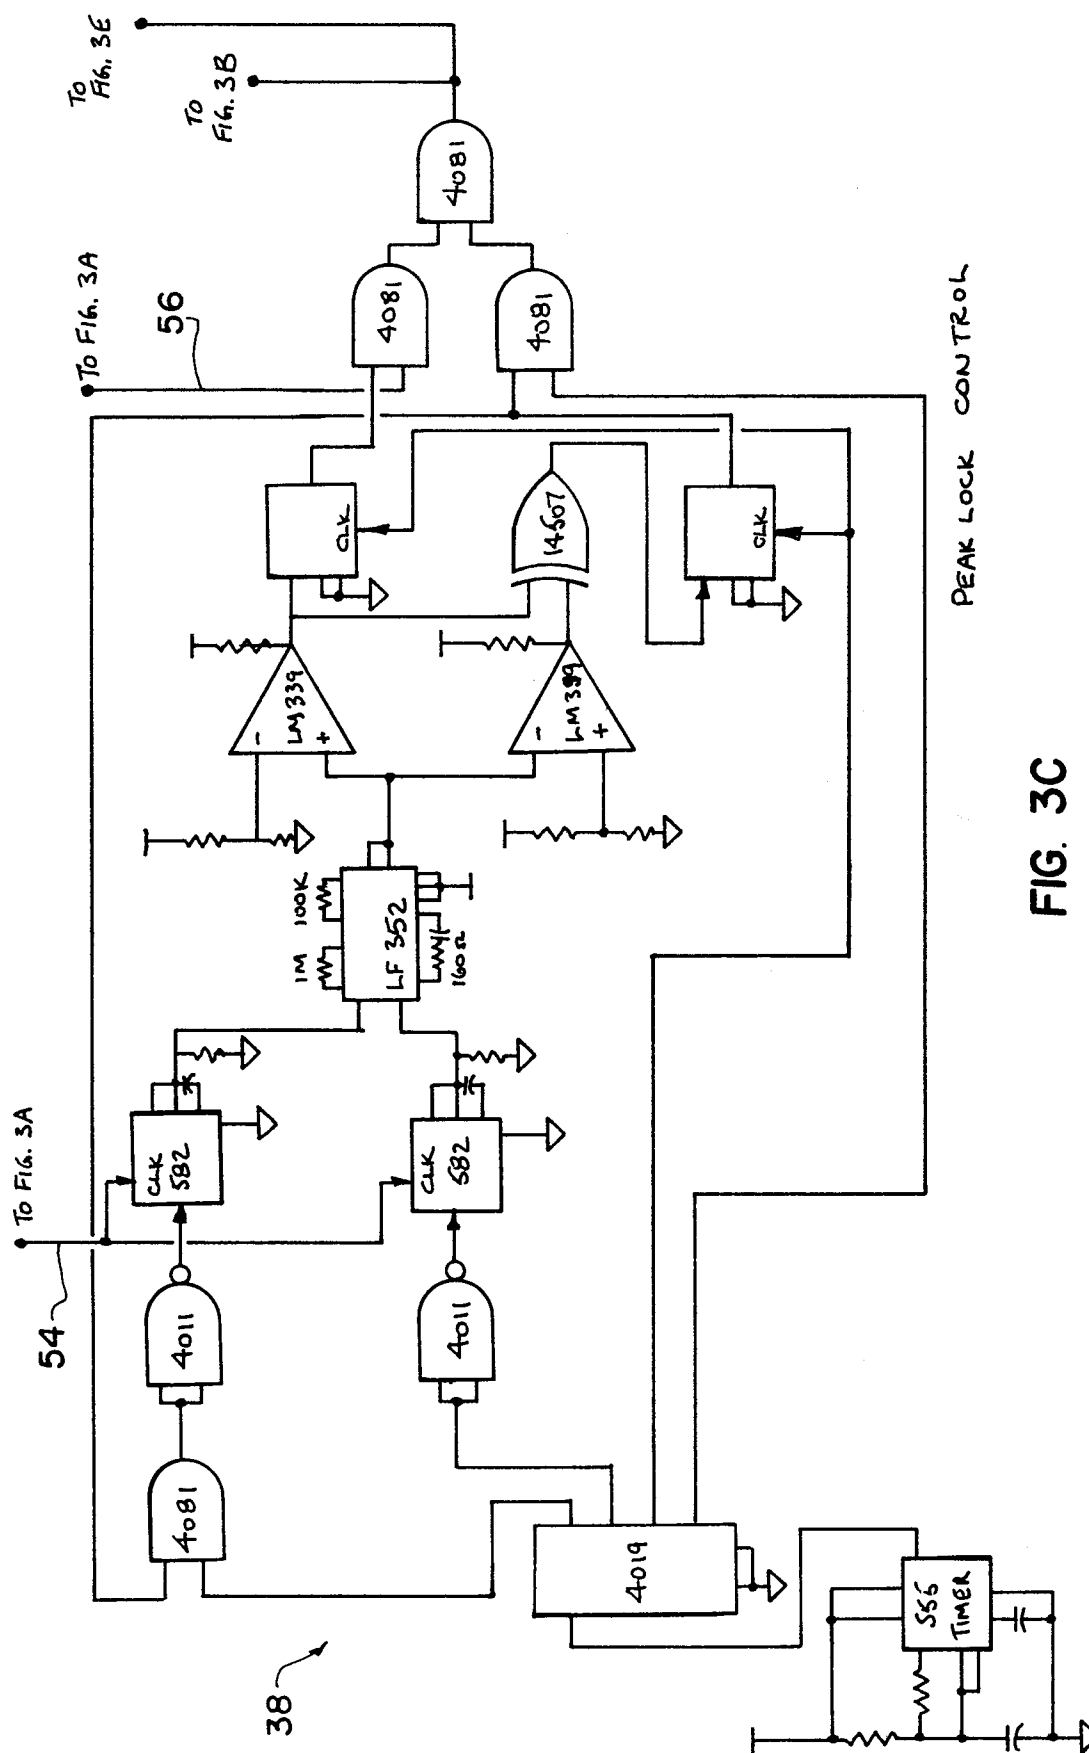 TO
FIG. 3E
TO
FIG. 3B
TO FIG. 3A
56
4081
4081
4081
CLK
14507
CLK
PEAK LOCK CONTROL
LM339
-
+
LM339
-
+
100K
1M
LF 352
160Ω
TO FIG. 3A
54
CLK
582
CLK
582
4011
4011
4081
4019
38
555
TIMER
FIG. 3C